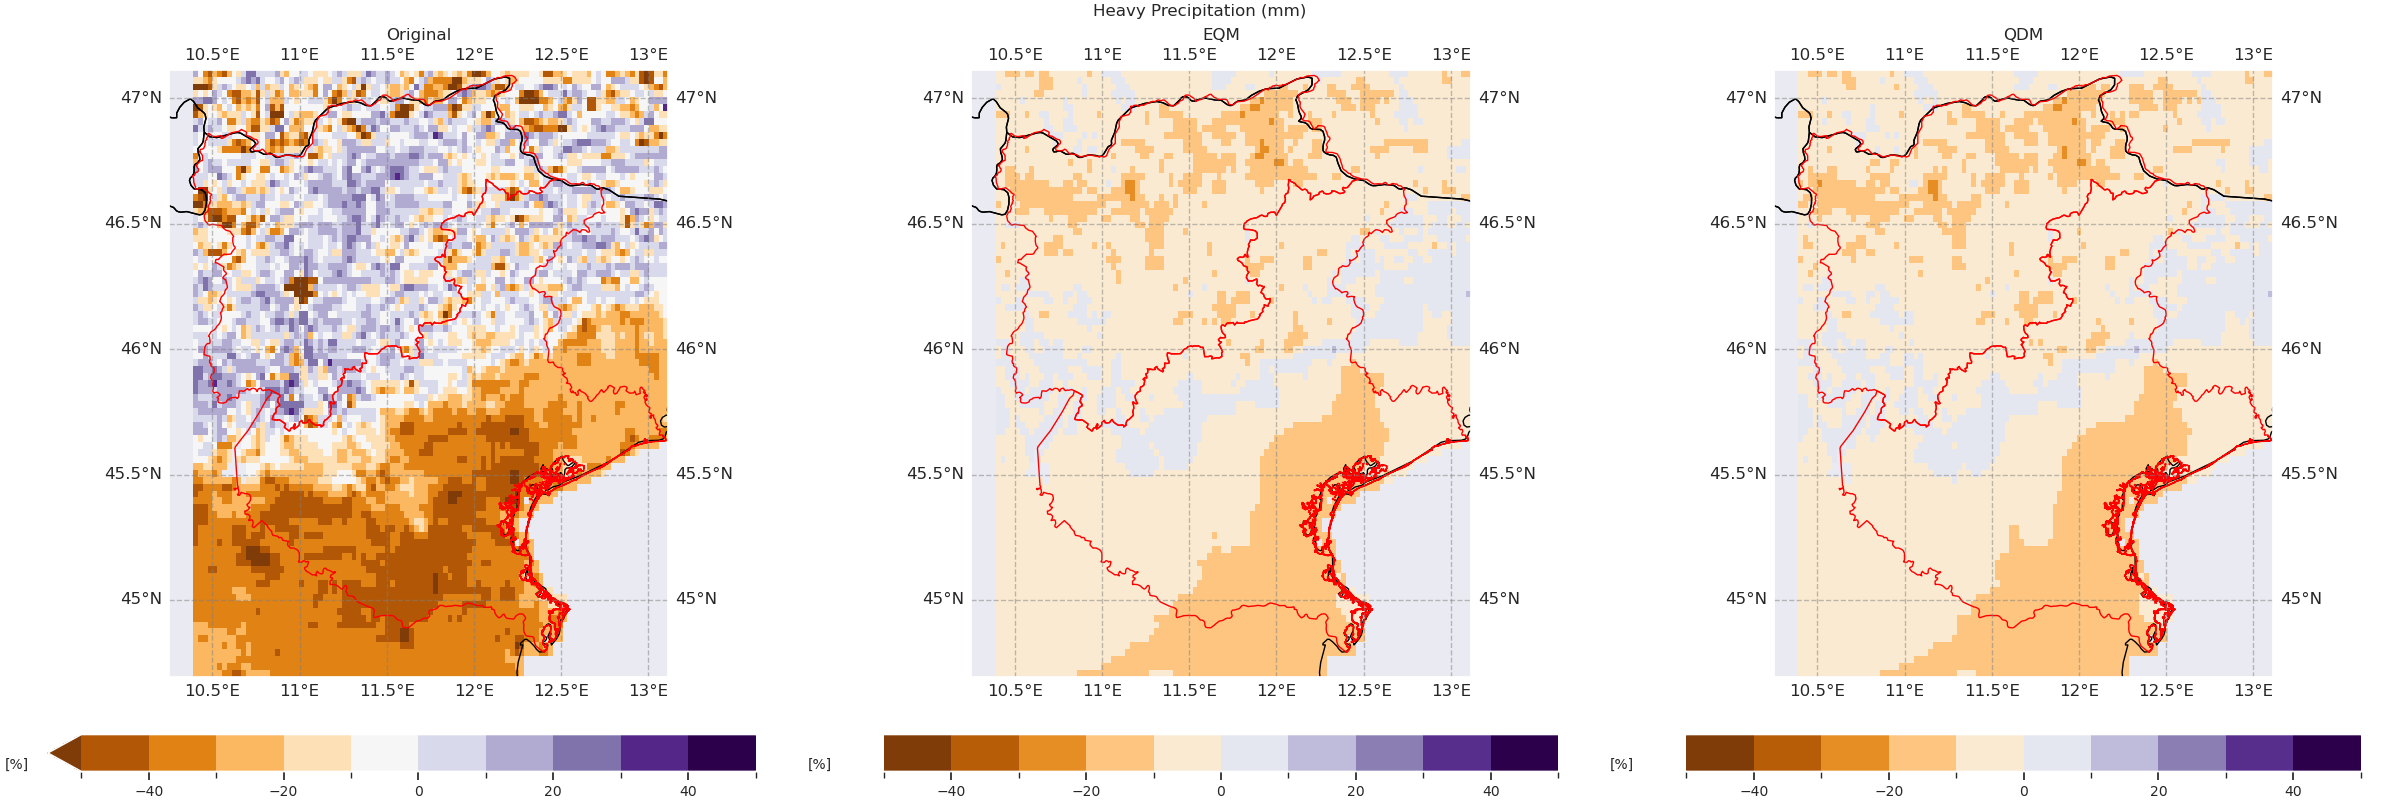 Heavy Precipitation (mm)
Original
EQM
QDM
10.5°E 11°E 11.5°E 12°E 12.5°E 13°E
10.5°E 11°E 11.5°E 12°E 12.5°E 13°E
10.5°E 11°E 11.5°E 12°E 12.5°E 13°E
47°N 47°N 47°N 47°N 47°N 47°N
46.5°N 46.5°N 46.5°N 46.5°N 46.5°N 46.5°N
46°N 46°N 46°N 46°N 46°N 46°N
45.5°N 45.5°N 45.5°N 45.5°N 45.5°N 45.5°N
45°N 45°N 45°N 45°N 45°N 45°N
10.5°E 11°E 11.5°E 12°E 12.5°E 13°E
10.5°E 11°E 11.5°E 12°E 12.5°E 13°E
10.5°E 11°E 11.5°E 12°E 12.5°E 13°E
[%] [%] [%]
−40 −20 0 20 40
−40 −20 0 20 40
−40 −20 0 20 40